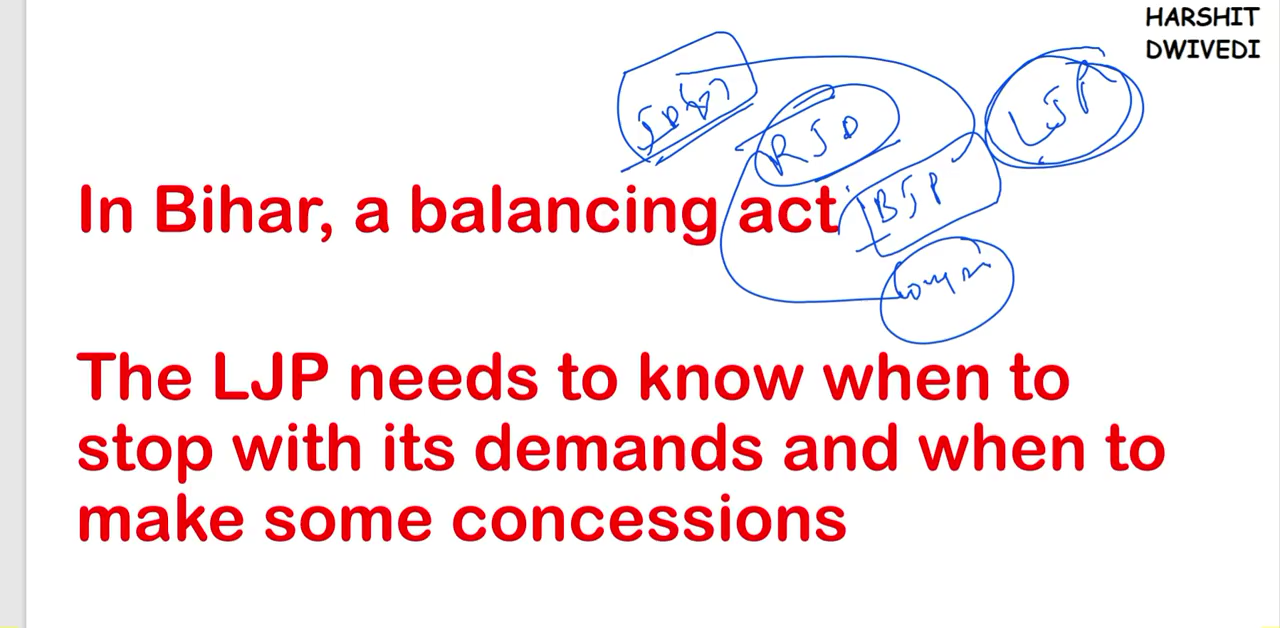 HARSHIT
DWIVEDI
JD(U)
RJD
LJP
BJP
In Bihar, a balancing act
The LJP needs to know when to
stop with its demands and when to
make some concessions